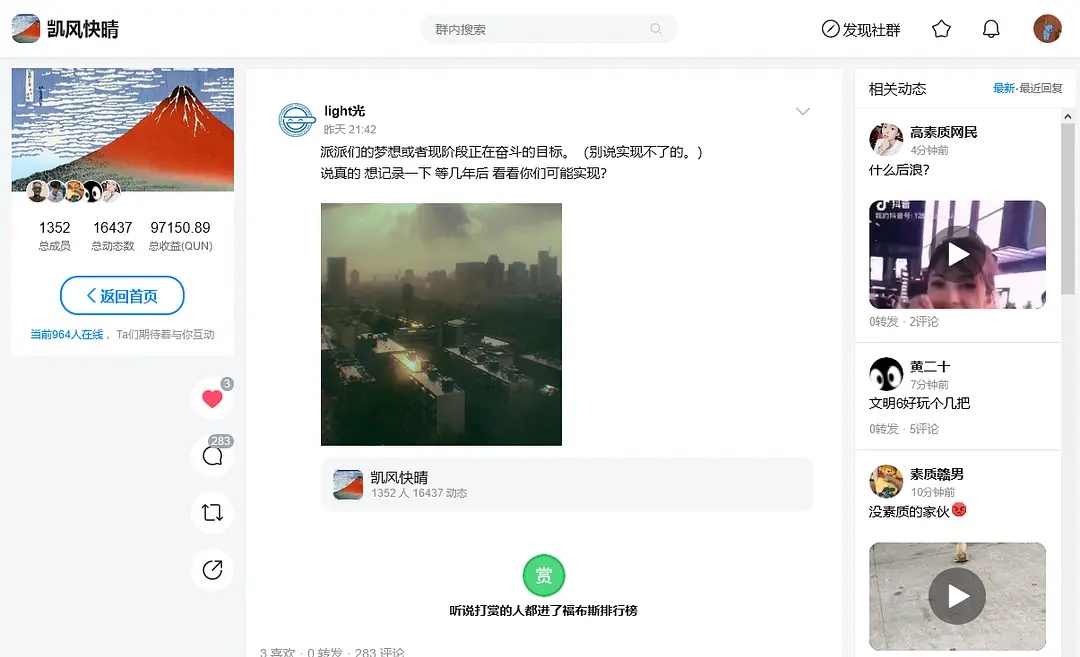 凯风快晴
群内搜索
发现社群
1352 16437 97150.89
总成员 总动态数 总收益(QUN)
返回首页
当前964人在线，Ta们期待着与你互动
3
283
light光
昨天 21:42
派派们的梦想或者现阶段正在奋斗的目标。（别说实现不了的。）
说真的 想记录一下 等几年后 看看你们可能实现?
凯风快晴
1352 人 16437 动态
赏
听说打赏的人都进了福布斯排行榜
3 喜欢 · 0 转发 · 283 评论
相关动态
最新·最近回复
高素质网民
4分钟前
什么后浪?
抖音
0转发 · 2评论
黄二十
7分钟前
文明6好玩个几把
0转发 · 5评论
素质赣男
10分钟前
没素质的家伙😡